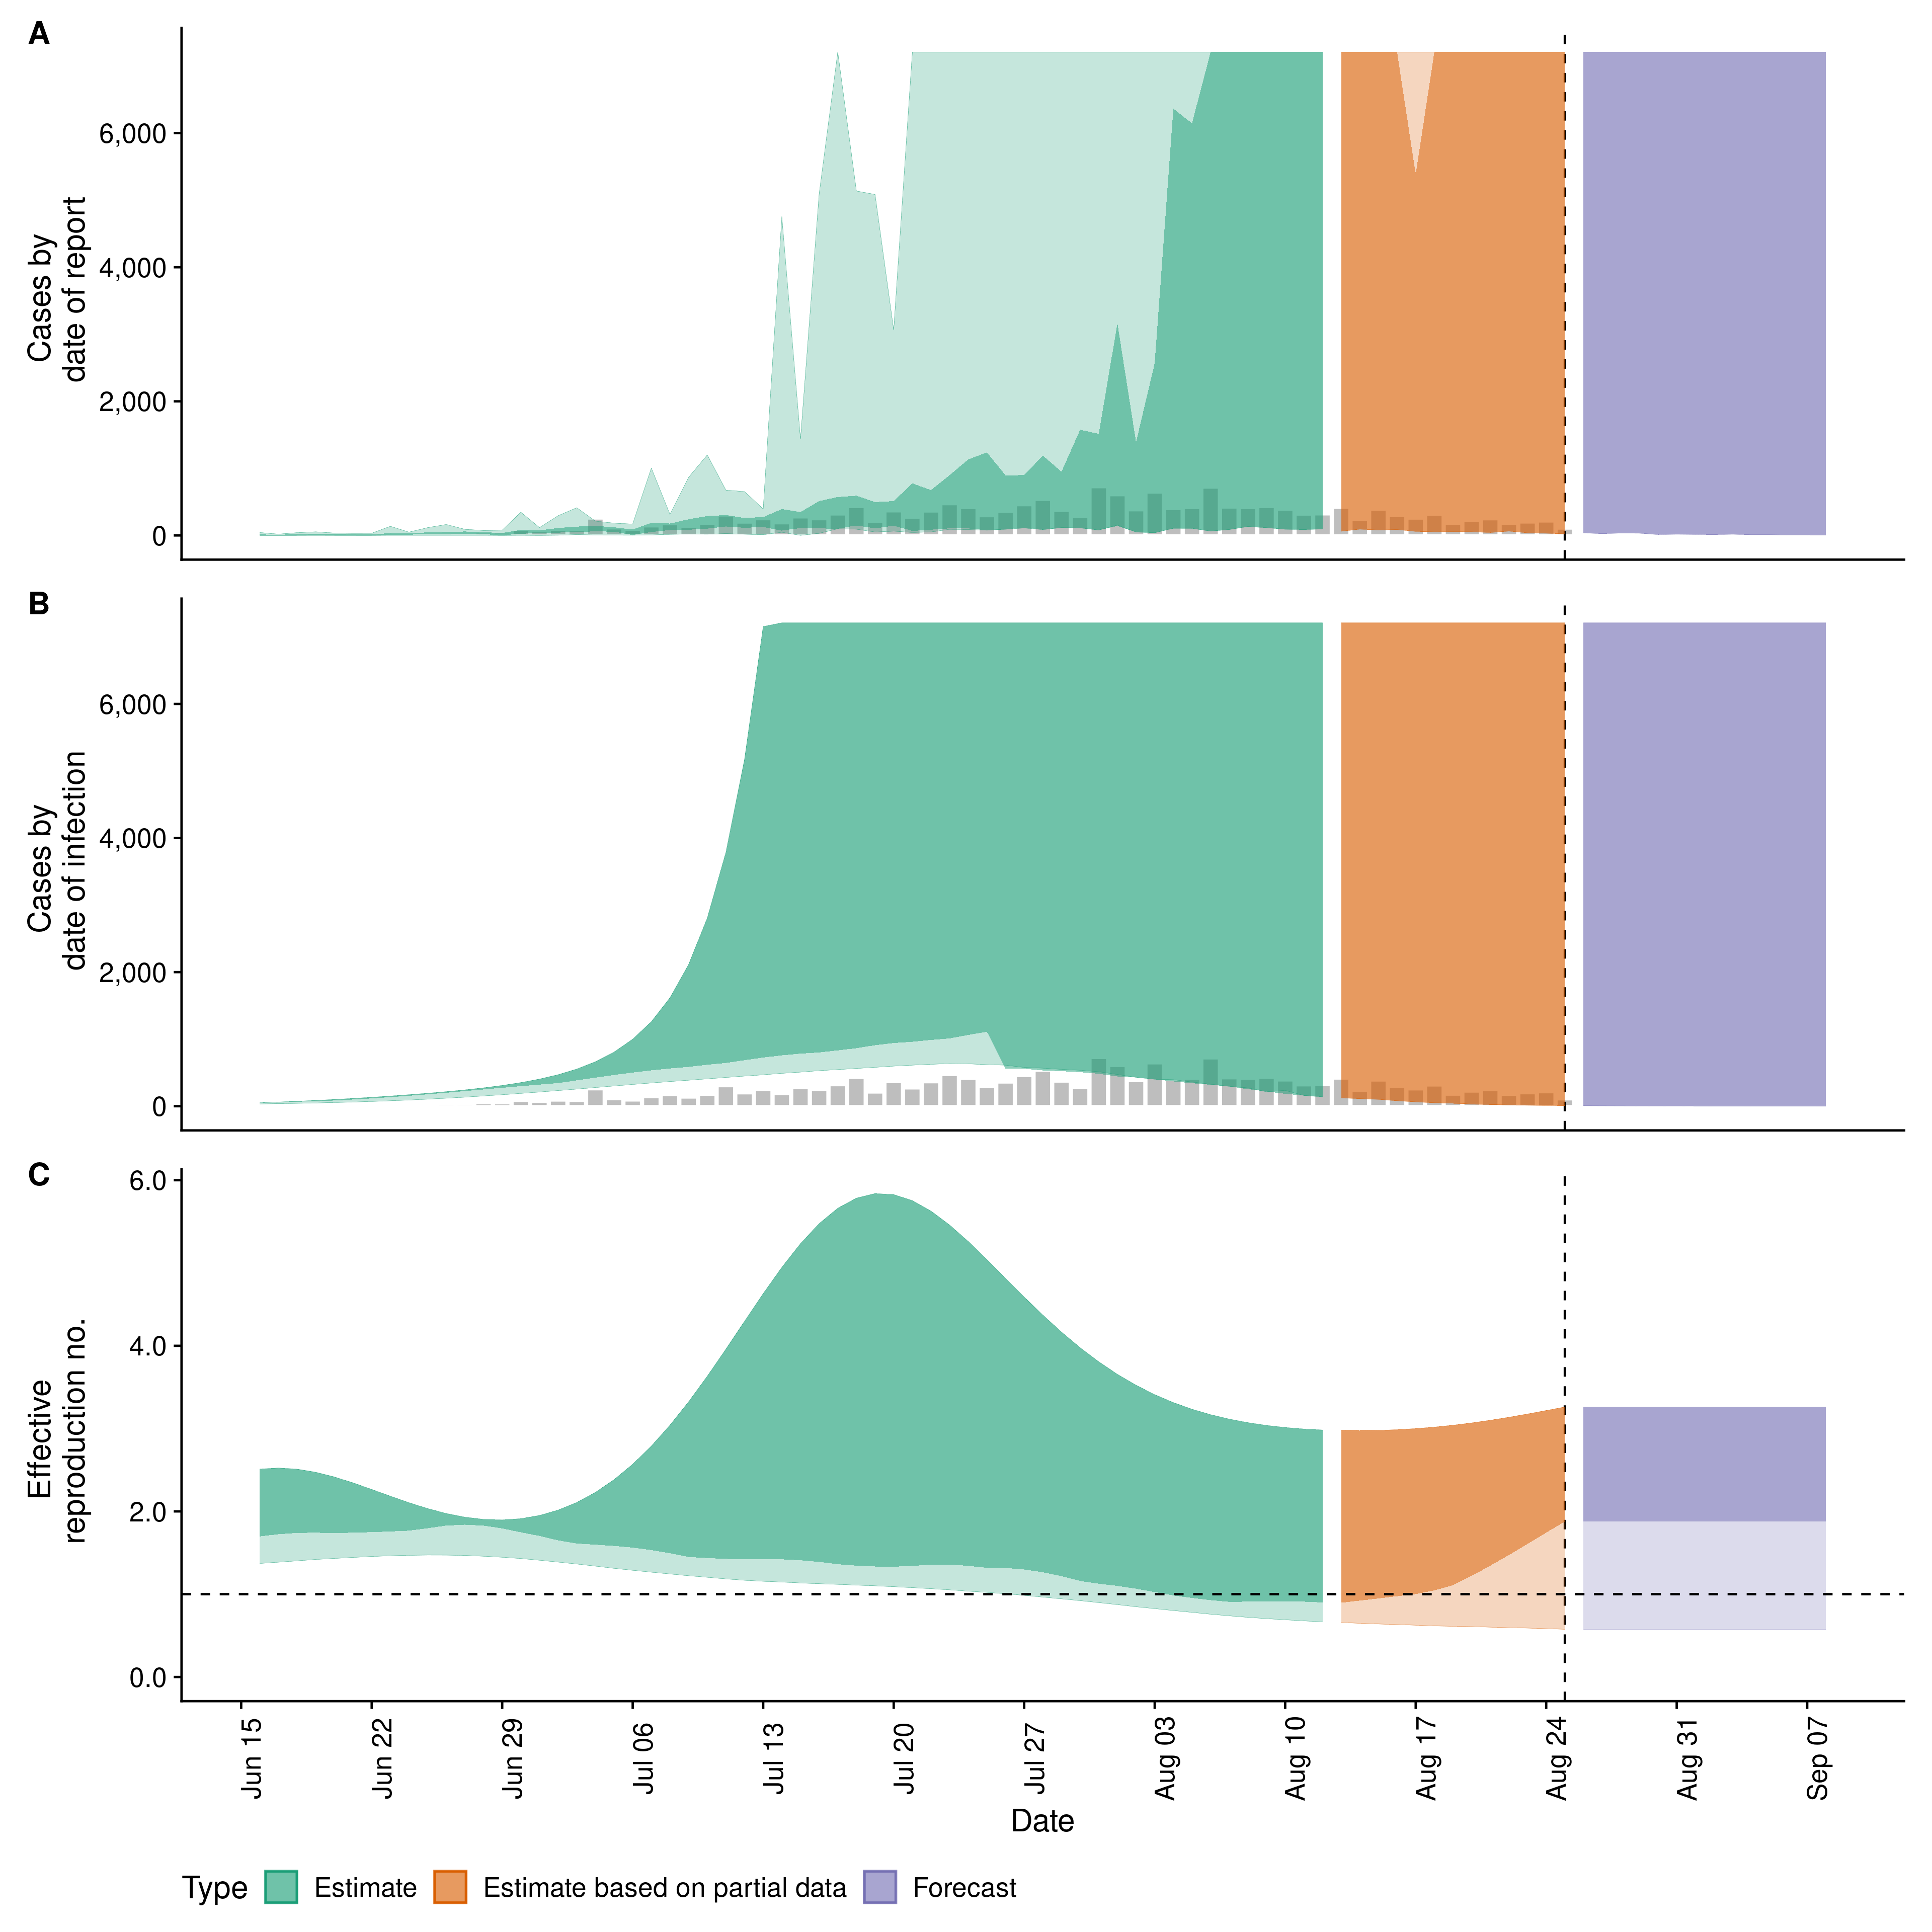 A
Cases by
date of report
6,000
4,000
2,000
0
B
Cases by
date of infection
6,000
4,000
2,000
0
C
Effective
reproduction no.
6.0
4.0
2.0
0.0
Jun 15
Jun 22
Jun 29
Jul 06
Jul 13
Jul 20
Jul 27
Aug 03
Aug 10
Aug 17
Aug 24
Aug 31
Sep 07
Date
Type Estimate Estimate based on partial data Forecast